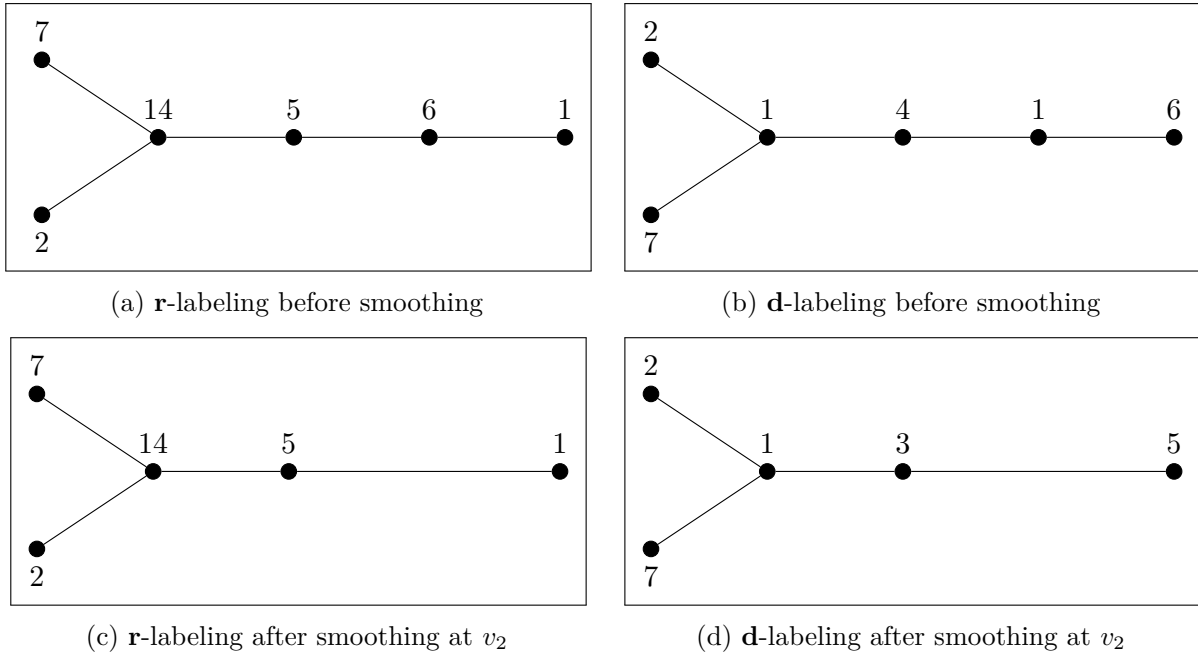 7
14 5 6 1
2
(a) r-labeling before smoothing
2
1 4 1 6
7
(b) d-labeling before smoothing
7
14 5 1
2
(c) r-labeling after smoothing at v₂
2
1 3 5
7
(d) d-labeling after smoothing at v₂